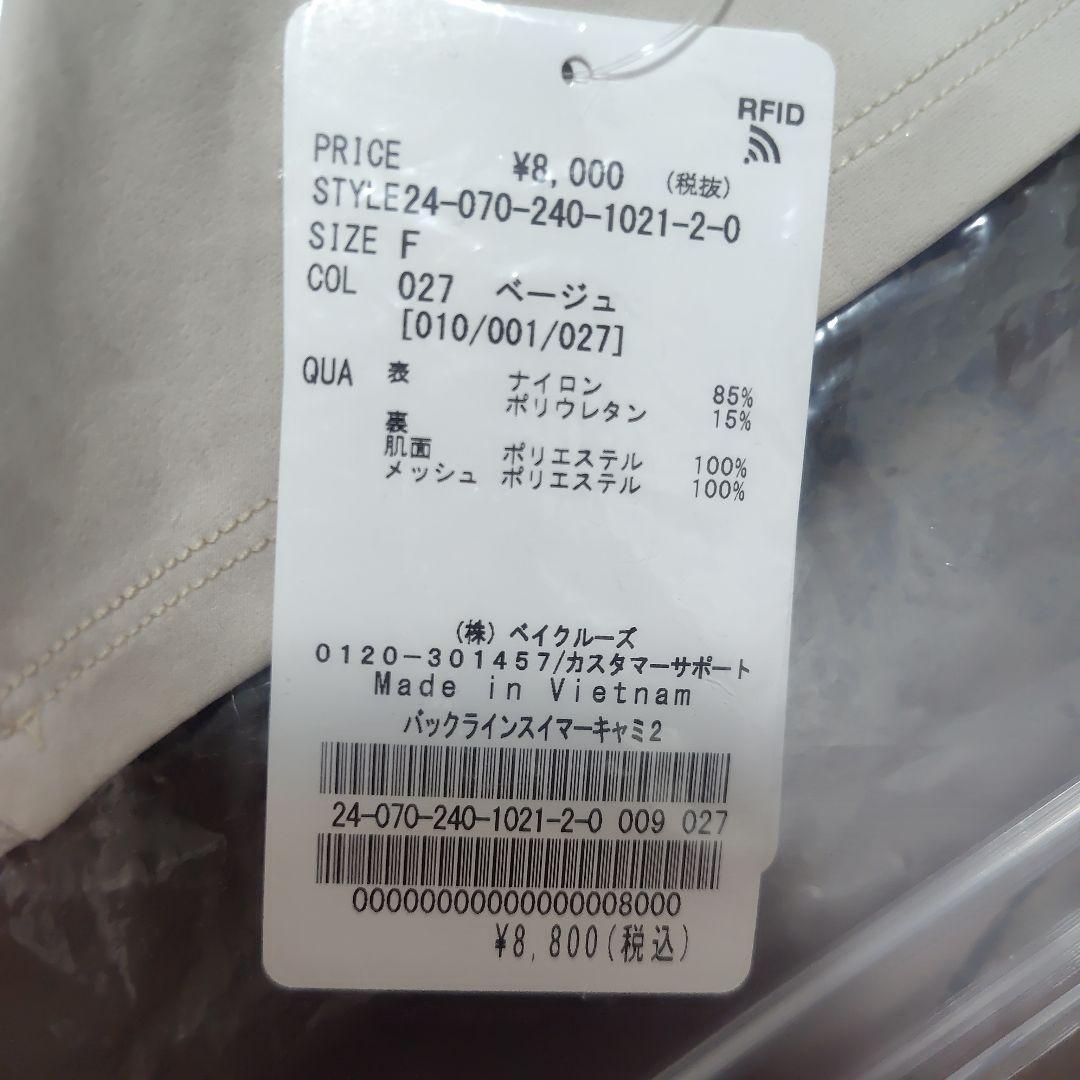 RFID
PRICE ¥8,000 (税抜)
STYLE24-070-240-1021-2-0
SIZE F
COL 027 ベージュ
[010/001/027]
QUA 表 ナイロン 85%
ポリウレタン 15%
裏
肌面 ポリエステル 100%
メッシュ ポリエステル 100%
(株) ベイクルーズ
0120-301457/カスタマーサポート
Made in Vietnam
バックラインスイマーキャミ2
24-070-240-1021-2-0 009 027
00000000000000008000
¥8,800(税込)